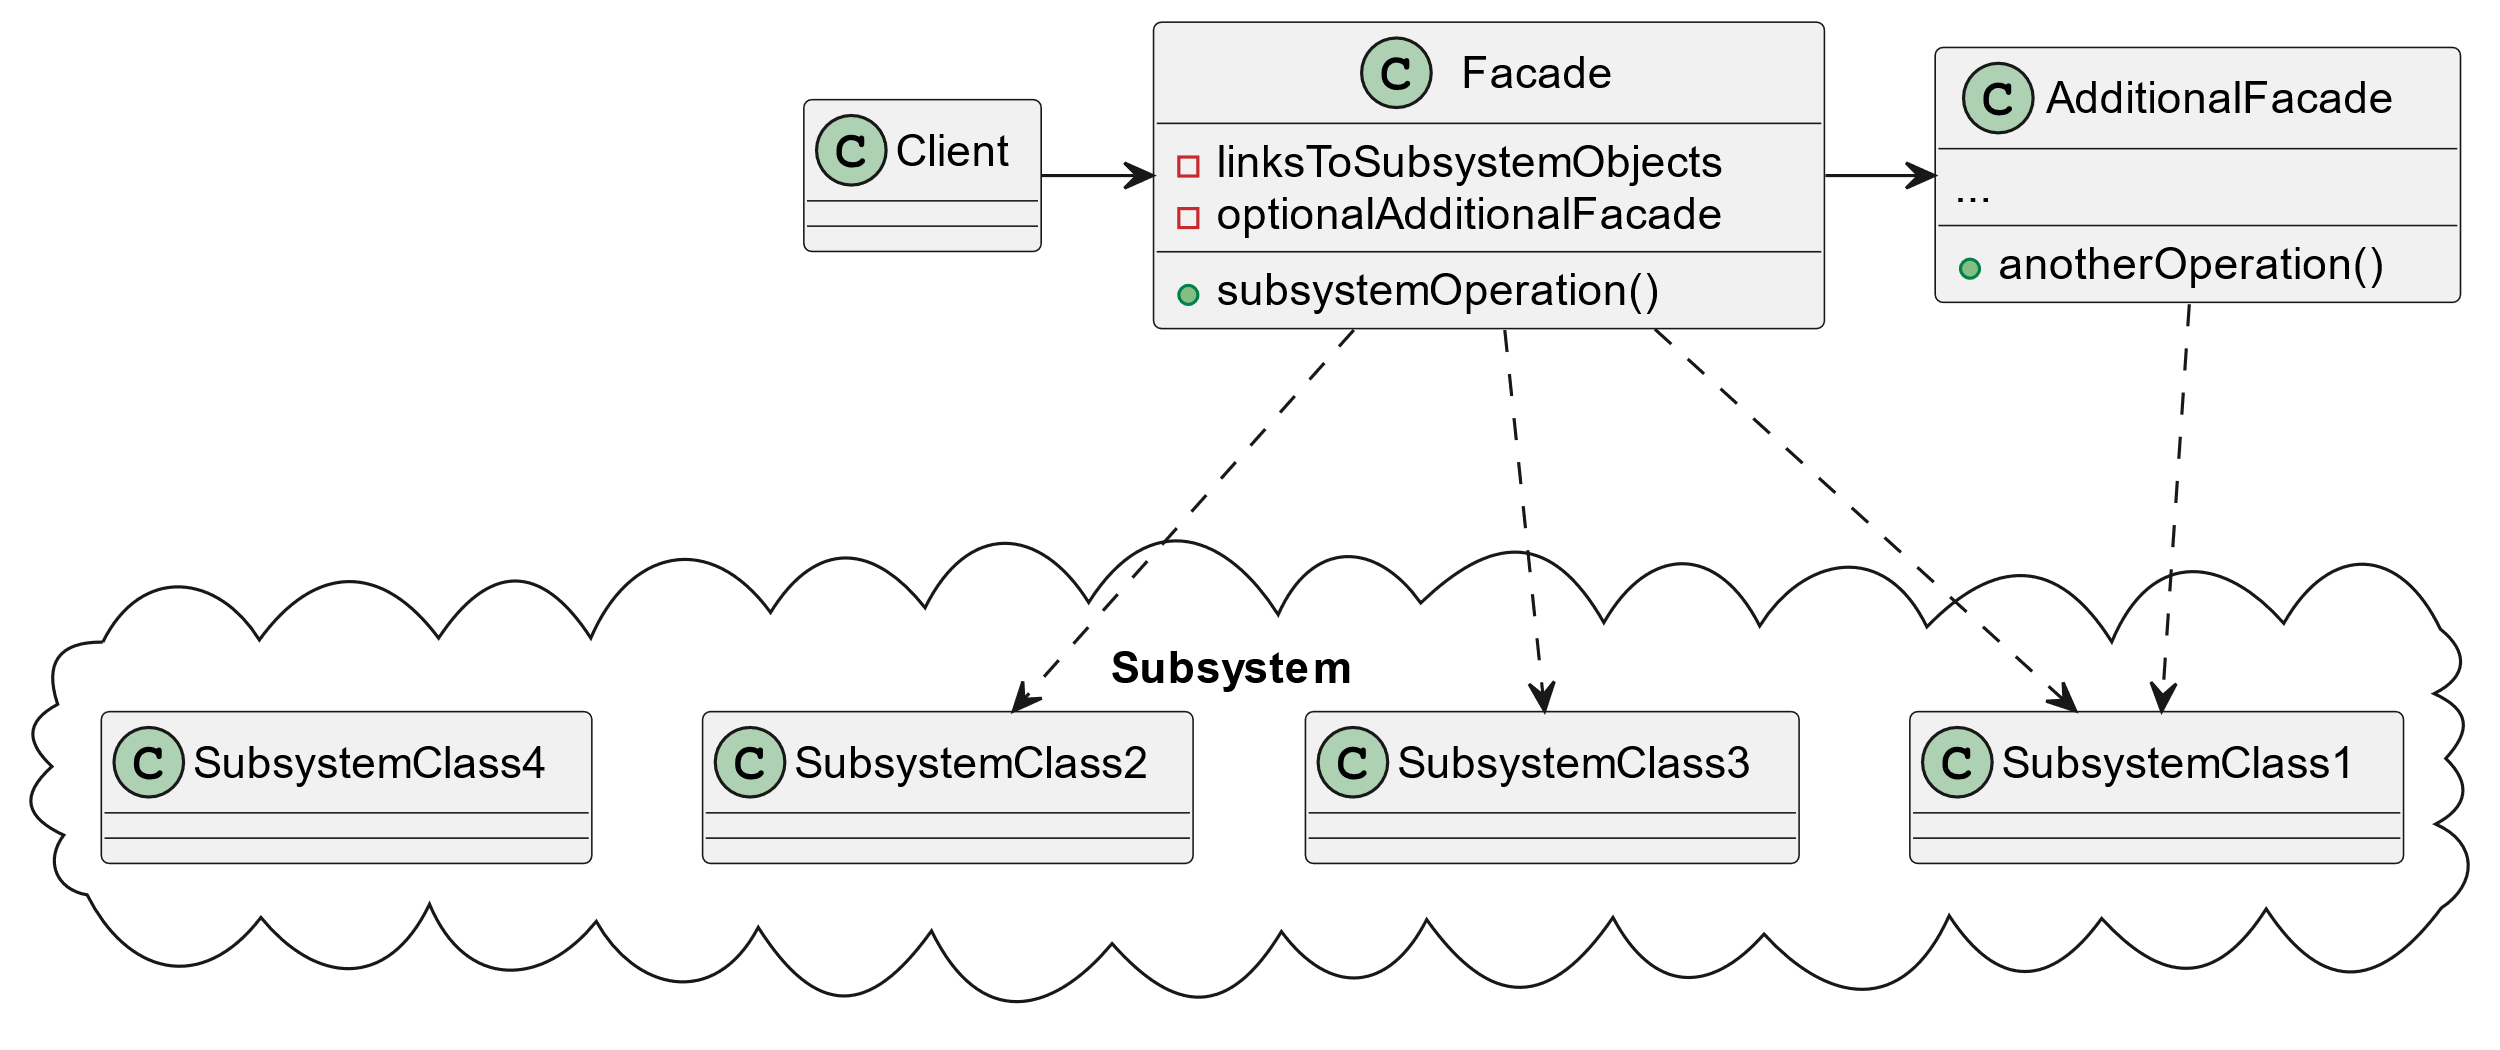 C Client
C Facade
linksToSubsystemObjects
optionalAdditionalFacade
subsystemOperation()
C AdditionalFacade
...
anotherOperation()
Subsystem
C SubsystemClass4
C SubsystemClass2
C SubsystemClass3
C SubsystemClass1